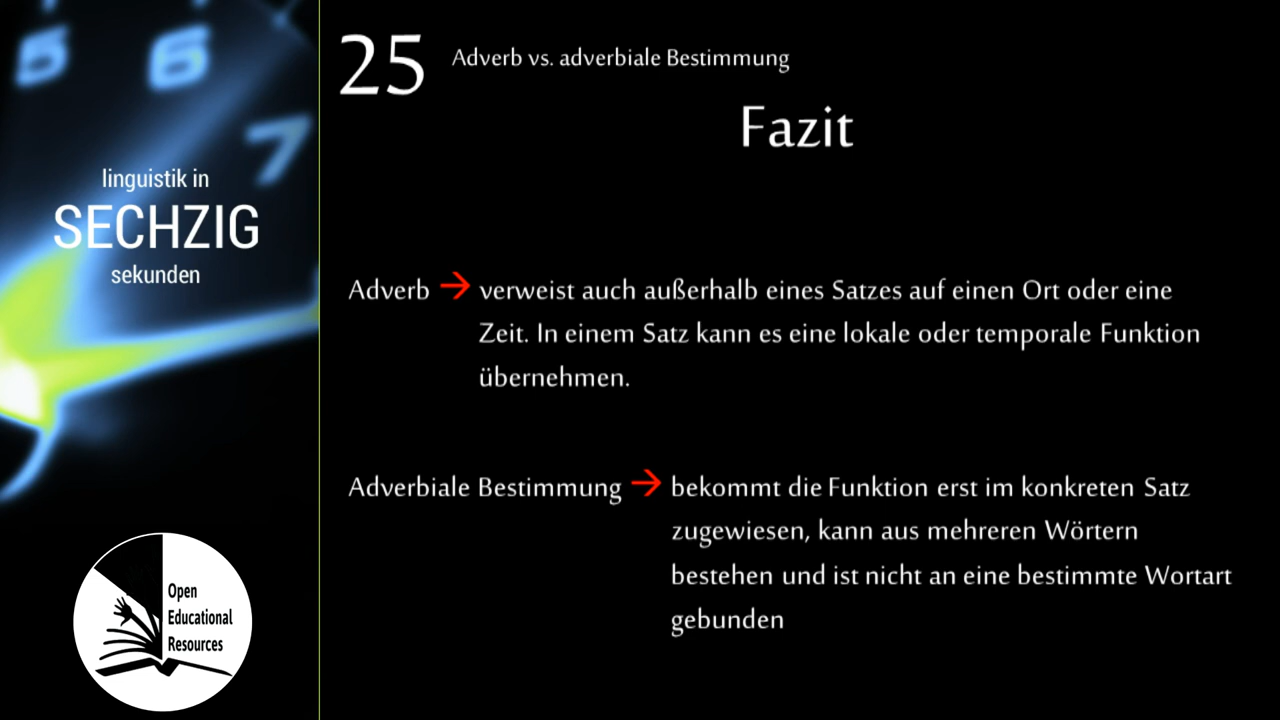 5 6
7
linguistik in
SECHZIG
sekunden
Open
Educational
Resources
25 Adverb vs. adverbiale Bestimmung
Fazit
Adverb → verweist auch außerhalb eines Satzes auf einen Ort oder eine
Zeit. In einem Satz kann es eine lokale oder temporale Funktion
übernehmen.
Adverbiale Bestimmung → bekommt die Funktion erst im konkreten Satz
zugewiesen, kann aus mehreren Wörtern
bestehen und ist nicht an eine bestimmte Wortart
gebunden